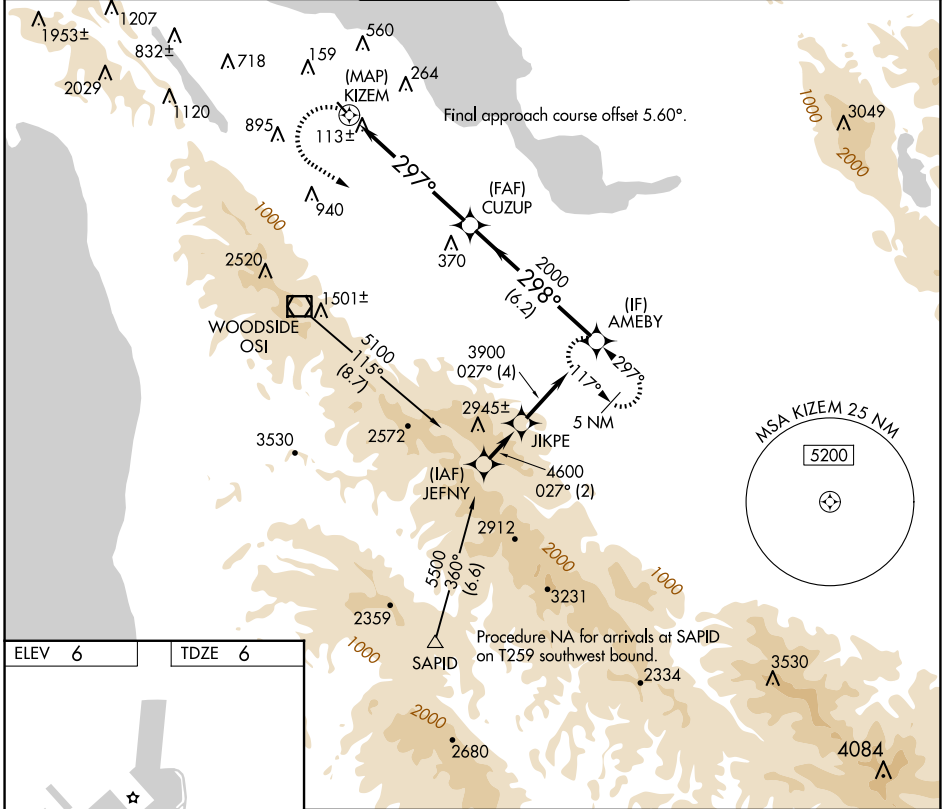 1207
1953±
832±
560
718
159
(MAP)
KIZEM
264
2029
1120
895
113±
Final approach course offset 5.60°.
1000
3049
2000
297°
940
(FAF)
CUZUP
1000
370
2520
2000
298°
(6.2)
1501±
WOODSIDE
OSI
(IF)
AMEBY
5100
115°
(8.7)
3900
027° (4)
297°
117°
5 NM
2945±
JIKPE
2572
3530
(IAF)
JEFNY
4600
027° (2)
MSA KIZEM 25 NM
5200
2912
2000
1000
5500
360°
(6.6)
3231
2359
1000
SAPID
Procedure NA for arrivals at SAPID
on T259 southwest bound.
ELEV 6
TDZE 6
2334
3530
2000
2680
4084